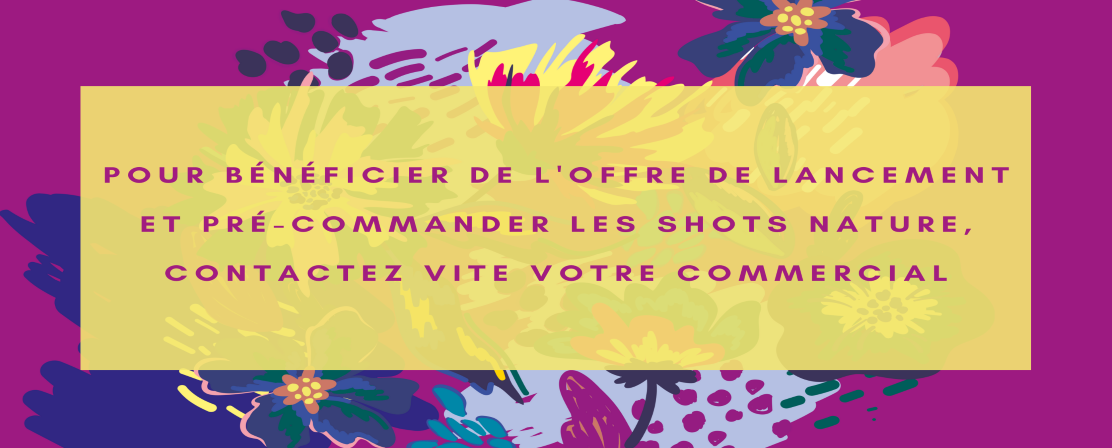 POUR BÉNÉFICIER DE L'OFFRE DE LANCEMENT
ET PRÉ-COMMANDER LES SHOTS NATURE,
CONTACTEZ VITE VOTRE COMMERCIAL